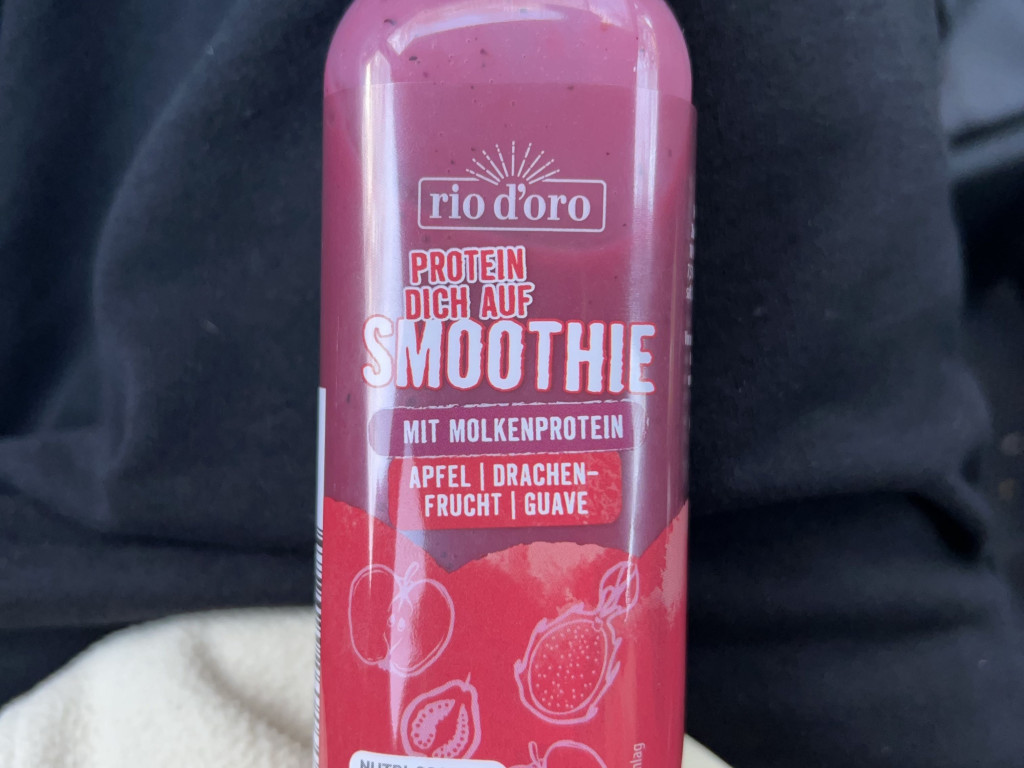 rio d'oro
PROTEIN
DICH AUF
SMOOTHIE
MIT MOLKENPROTEIN
APFEL | DRACHEN-
FRUCHT | GUAVE